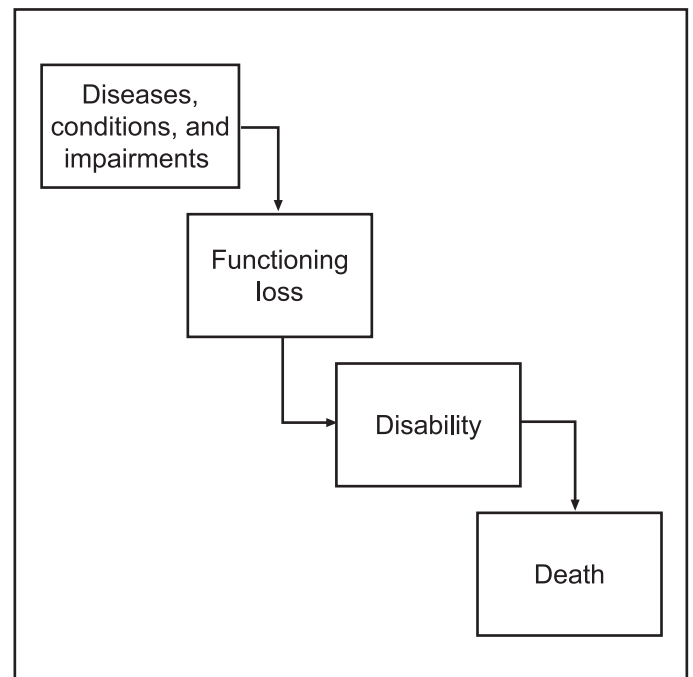 Diseases,
conditions, and
impairments
Functioning
loss
Disability
Death